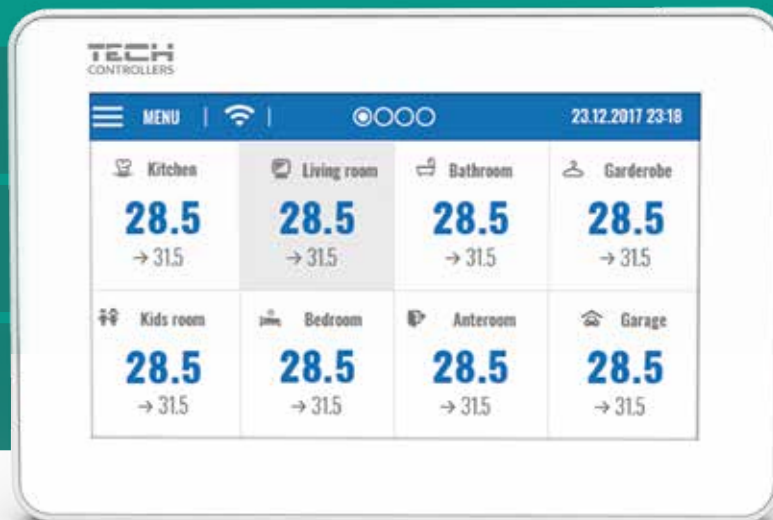 TECH
CONTROLLERS
MENU | | 23.12.2017 23:18
Kitchen Living room Bathroom Garderobe
28.5 28.5 28.5 28.5
→ 31.5 → 31.5 → 31.5 → 31.5
Kids room Bedroom Anteroom Garage
28.5 28.5 28.5 28.5
→ 31.5 → 31.5 → 31.5 → 31.5